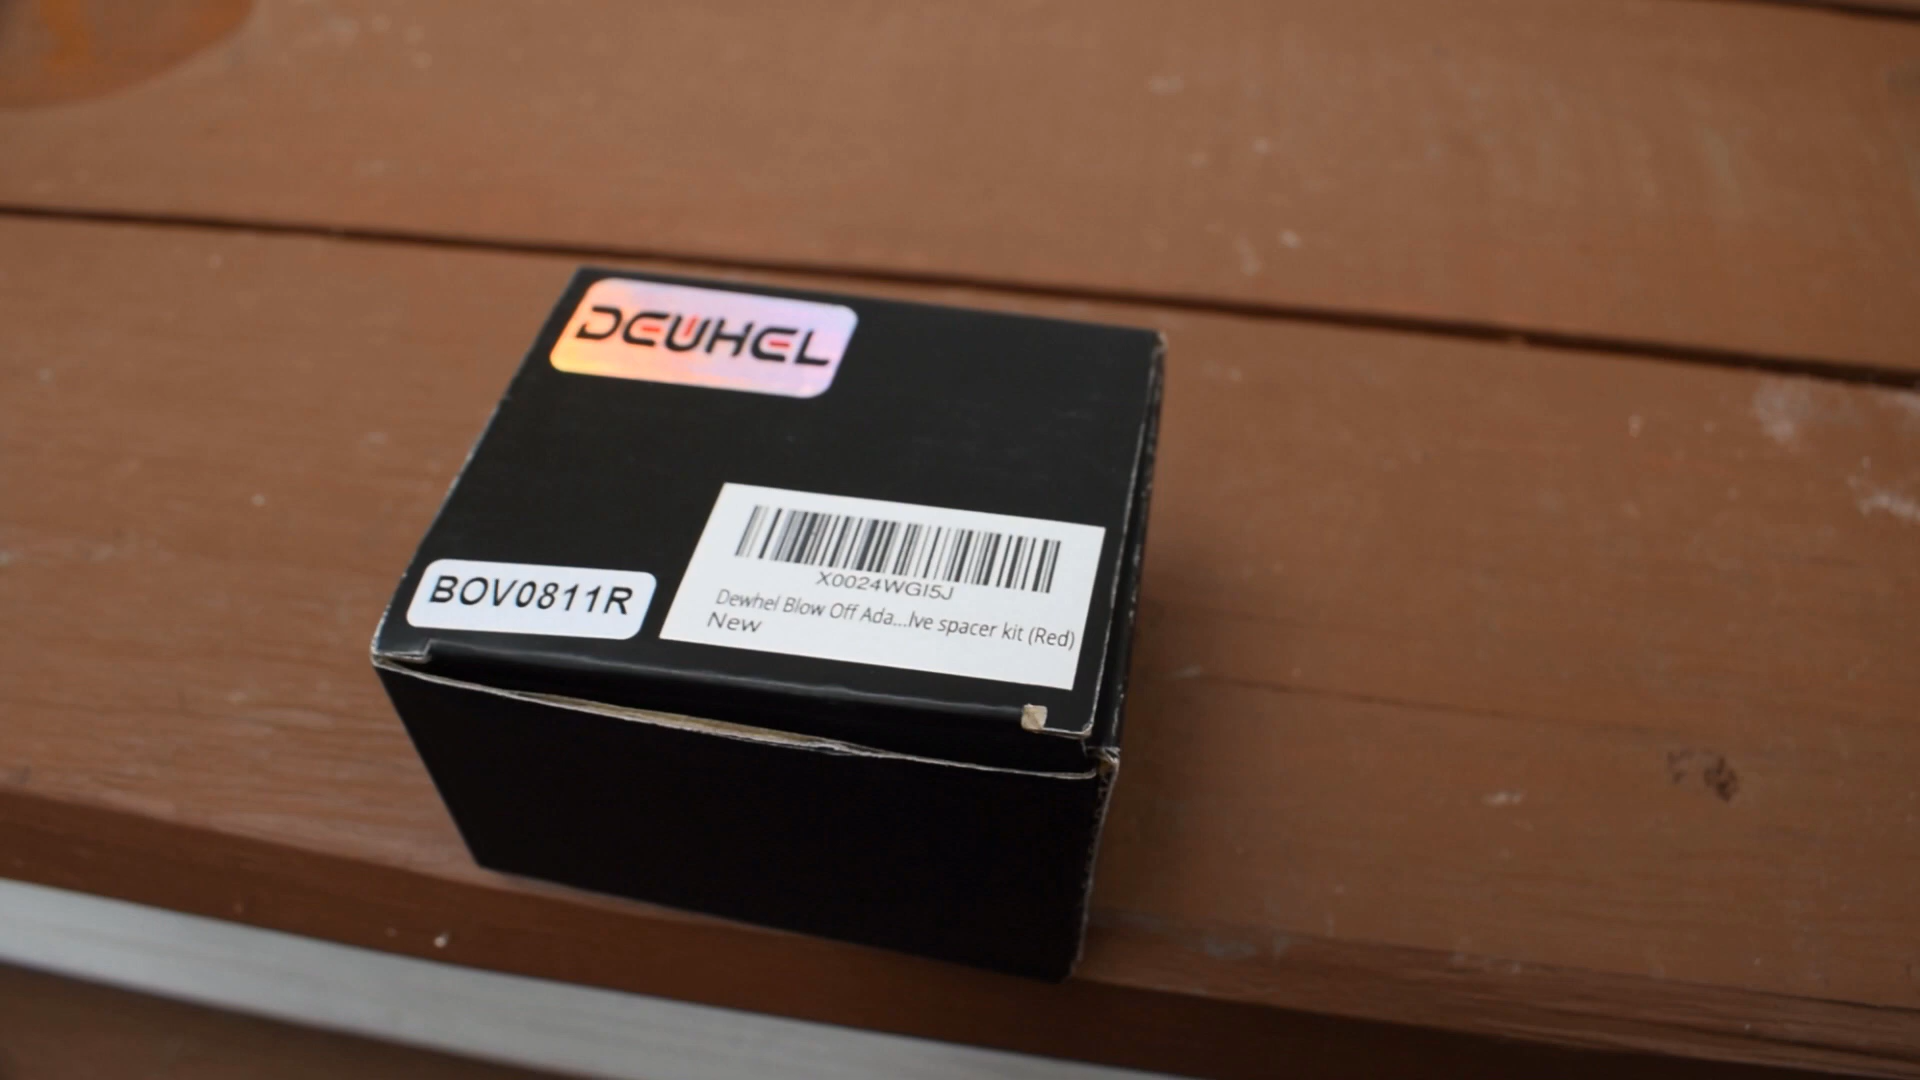 DEWHEL
BOV0811R
X0024WGI5J
Dewhel Blow Off Ada...lve spacer kit (Red)
New